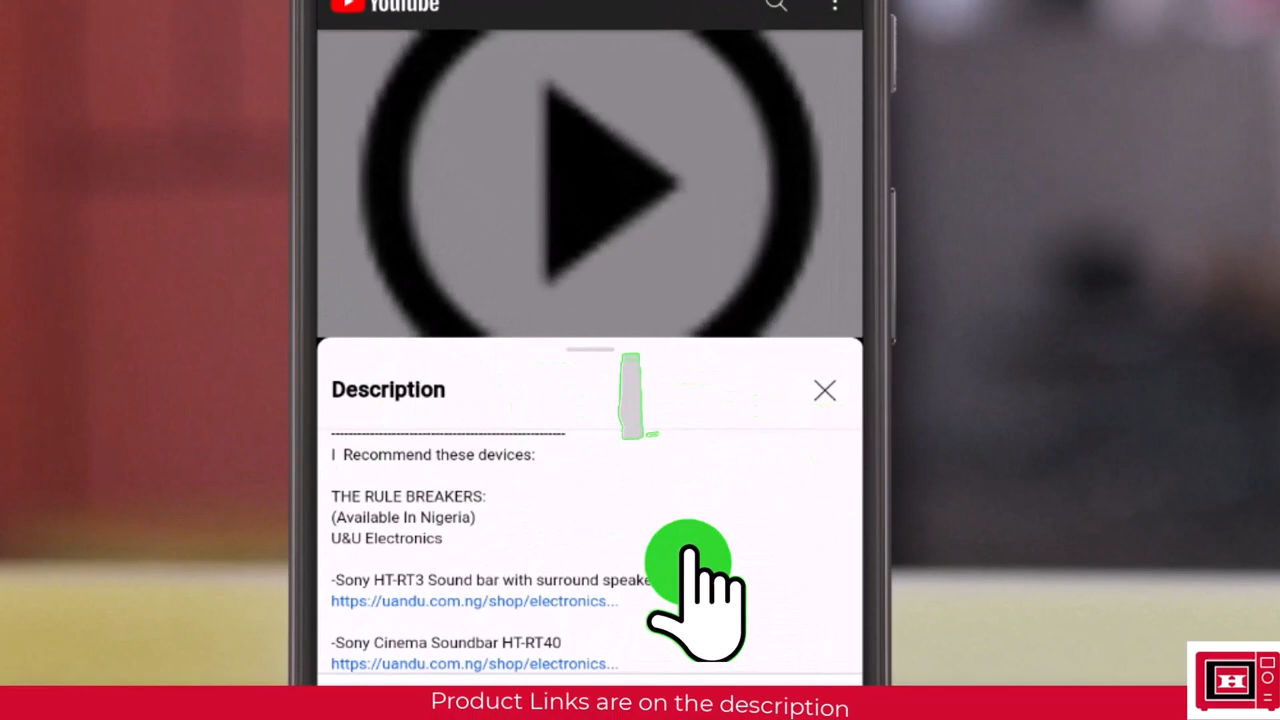 YouTube
Description
--------------------------------------------------
I Recommend these devices:
THE RULE BREAKERS:
(Available In Nigeria)
U&U Electronics
-Sony HT-RT3 Sound bar with surround speake
https://uandu.com.ng/shop/electronics...
-Sony Cinema Soundbar HT-RT40
https://uandu.com.ng/shop/electronics...
Product Links are on the description
H